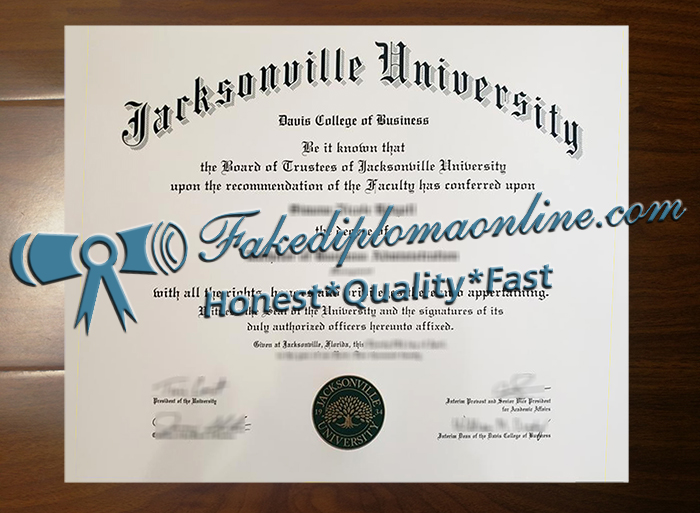 Jacksonville University
Davis College of Business
Be it known that
the Board of Trustees of Jacksonville University
upon the recommendation of the Faculty has conferred upon
the degree of
Fakediplomaonline.com
Honest*Quality*Fast
with all the rights,
the Seal of the University and the signatures of its
duly authorized officers hereunto affixed.
Given at Jacksonville, Florida, this
President of the University
Interim Provost and Senior Vice President
for Academic Affairs
Interim Dean of the Davis College of Business
JACKSONVILLE
1934
UNIVERSITY